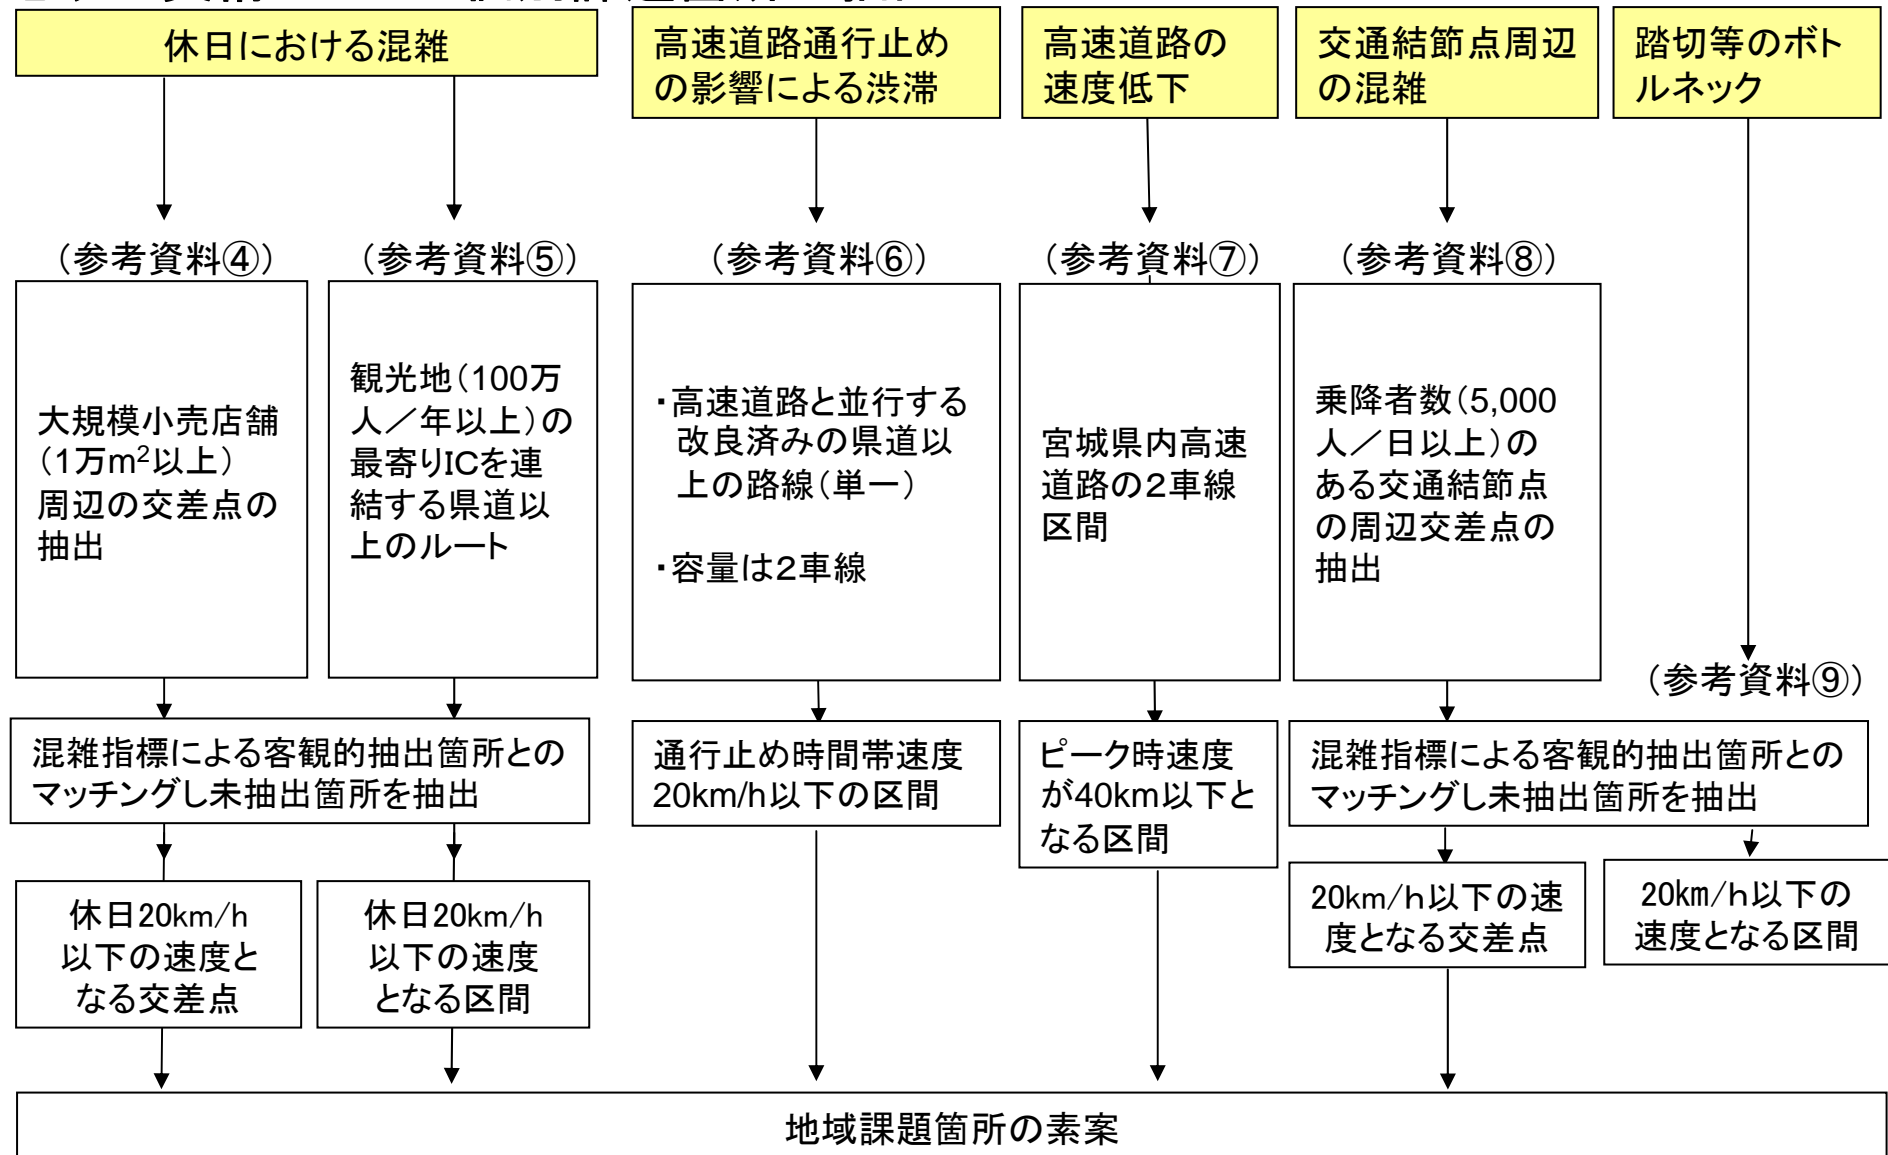 休日における混雑
高速道路通行止め
の影響による渋滞
高速道路の
速度低下
交通結節点周辺
の混雑
踏切等のボト
ルネック
（参考資料④）
（参考資料⑤）
（参考資料⑥）
（参考資料⑦）
（参考資料⑧）
大規模小売店舗
（1万m²以上）
周辺の交差点の
抽出
観光地（100万
人／年以上）の
最寄りICを連
結する県道以
上のルート
・高速道路と並行する
改良済みの県道以
上の路線（単一）
・容量は２車線
宮城県内高速
道路の２車線
区間
乗降者数（5,000
人／日以上）の
ある交通結節点
の周辺交差点の
抽出
（参考資料⑨）
混雑指標による客観的抽出箇所との
マッチングし未抽出箇所を抽出
通行止め時間帯速度
20km/h以下の区間
ピーク時速度
が40km以下と
なる区間
混雑指標による客観的抽出箇所との
マッチングし未抽出箇所を抽出
休日20km/h
以下の速度と
なる交差点
休日20km/h
以下の速度
となる区間
20km/h以下の速
度となる交差点
20km/h以下の
速度となる区間
地域課題箇所の素案